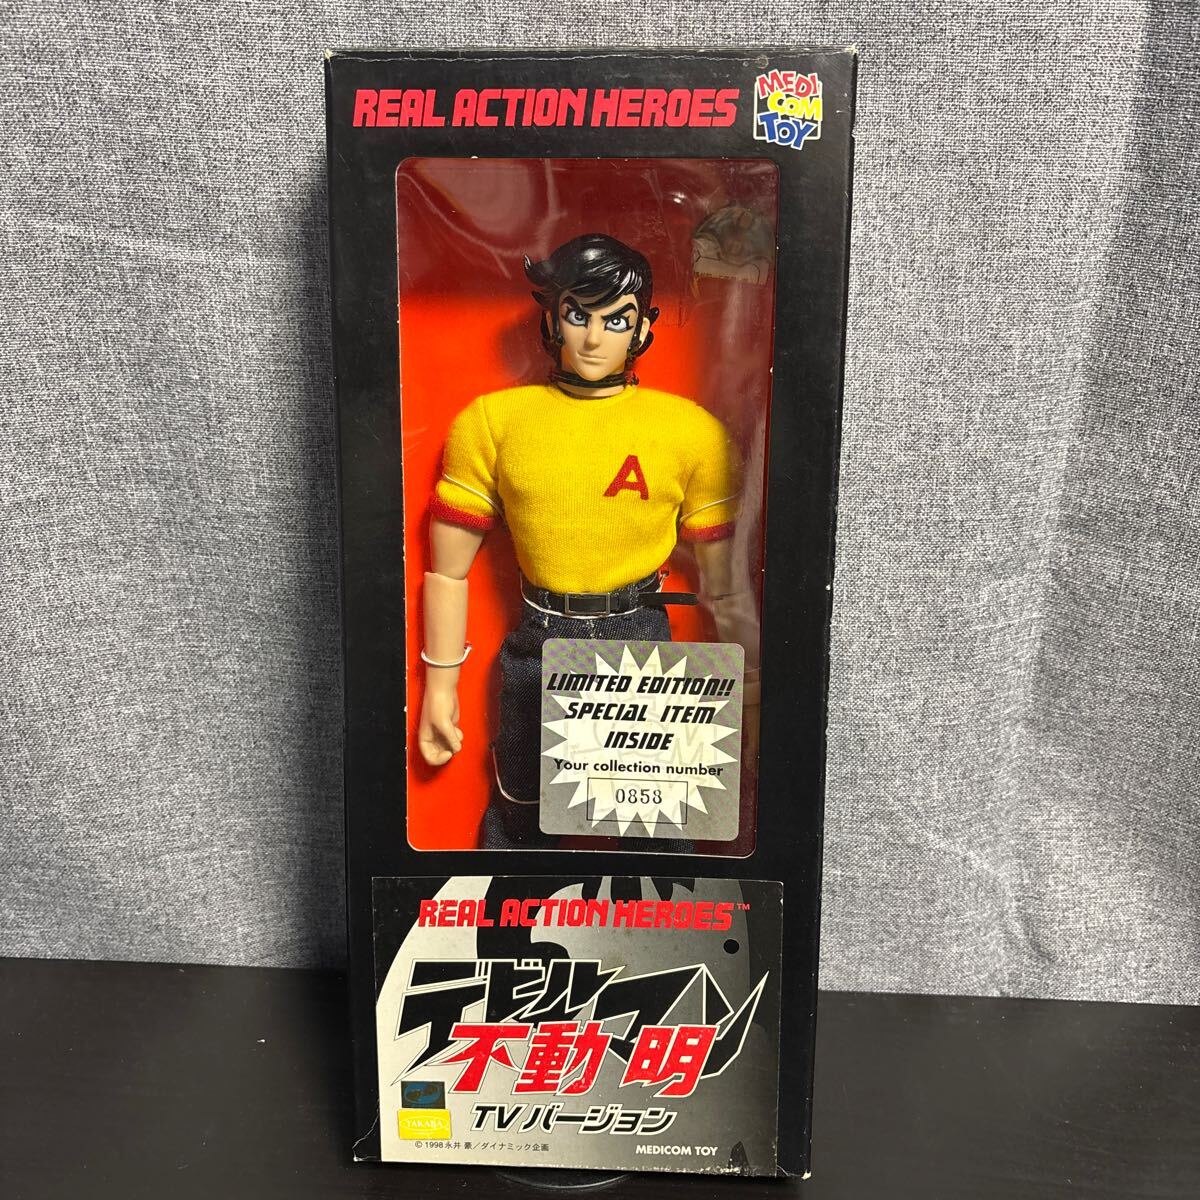 REAL ACTION HEROES
MEDI
COM
TOY
A
LIMITED EDITION!!
SPECIAL ITEM
INSIDE
Your collection number
0858
REAL ACTION HEROES™
デビルマン
不動明
TVバージョン
TAKARA
© 1998 永井 豪／ダイナミック企画
MEDICOM TOY